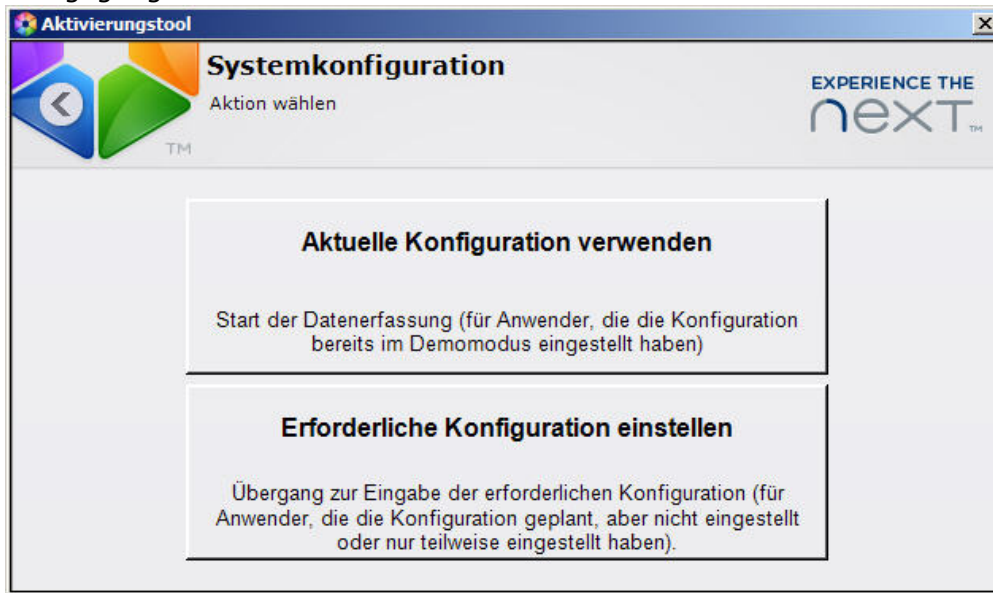 Aktivierungstool
Systemkonfiguration
Aktion wählen
TM
EXPERIENCE THE
next™
Aktuelle Konfiguration verwenden
Start der Datenerfassung (für Anwender, die die Konfiguration
bereits im Demomodus eingestellt haben)
Erforderliche Konfiguration einstellen
Übergang zur Eingabe der erforderlichen Konfiguration (für
Anwender, die die Konfiguration geplant, aber nicht eingestellt
oder nur teilweise eingestellt haben).